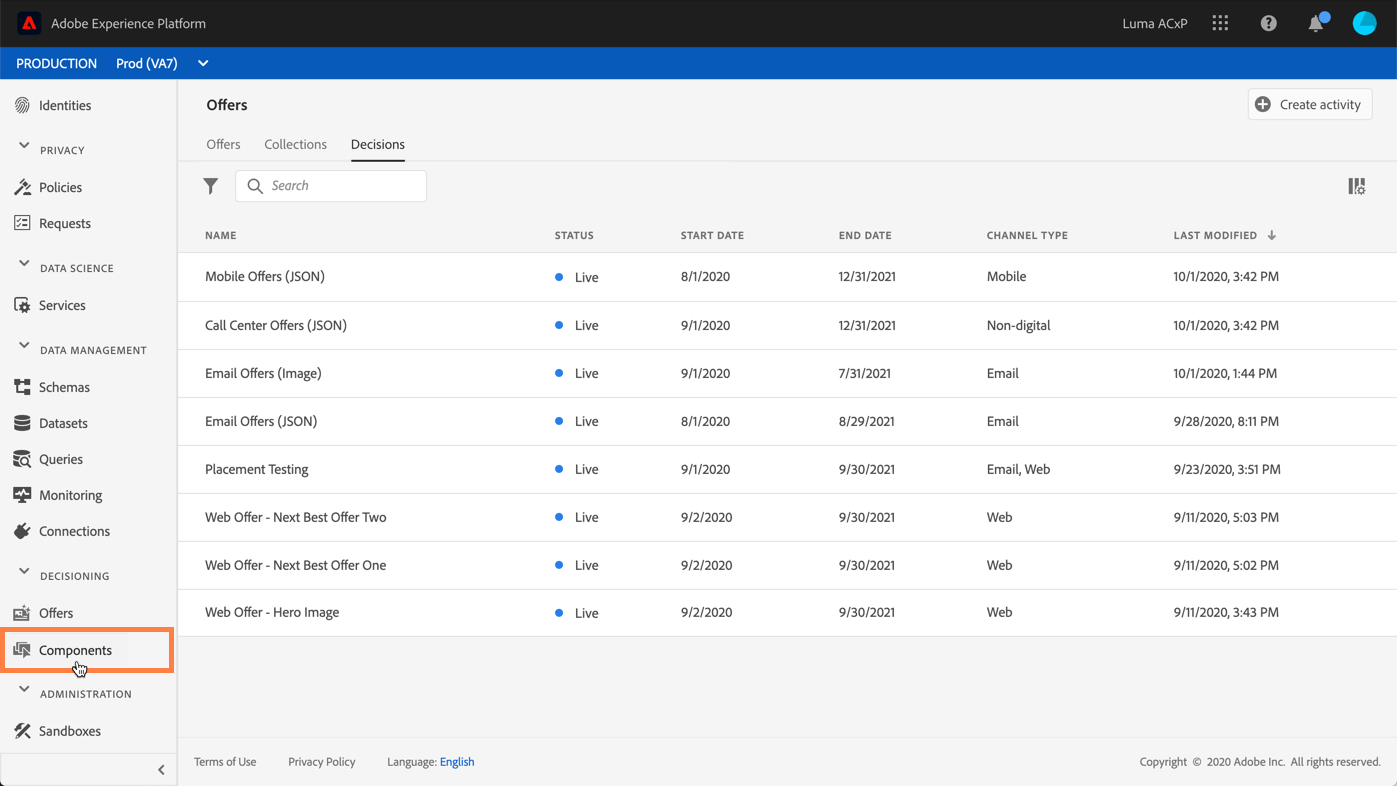 Adobe Experience Platform
Luma ACxP
PRODUCTION Prod (VA7)
Identities
PRIVACY
Policies
Requests
DATA SCIENCE
Services
DATA MANAGEMENT
Schemas
Datasets
Queries
Monitoring
Connections
DECISIONING
Offers
Components
ADMINISTRATION
Sandboxes
Offers
Create activity
Offers Collections Decisions
Search
NAME STATUS START DATE END DATE CHANNEL TYPE LAST MODIFIED
Mobile Offers (JSON) Live 8/1/2020 12/31/2021 Mobile 10/1/2020, 3:42 PM
Call Center Offers (JSON) Live 9/1/2020 12/31/2021 Non-digital 10/1/2020, 3:42 PM
Email Offers (Image) Live 9/1/2020 7/31/2021 Email 10/1/2020, 1:44 PM
Email Offers (JSON) Live 8/1/2020 8/29/2021 Email 9/28/2020, 8:11 PM
Placement Testing Live 9/1/2020 9/30/2021 Email, Web 9/23/2020, 3:51 PM
Web Offer - Next Best Offer Two Live 9/2/2020 9/30/2021 Web 9/11/2020, 5:03 PM
Web Offer - Next Best Offer One Live 9/2/2020 9/30/2021 Web 9/11/2020, 5:02 PM
Web Offer - Hero Image Live 9/2/2020 9/30/2021 Web 9/11/2020, 3:43 PM
Terms of Use Privacy Policy Language: English Copyright © 2020 Adobe Inc. All rights reserved.